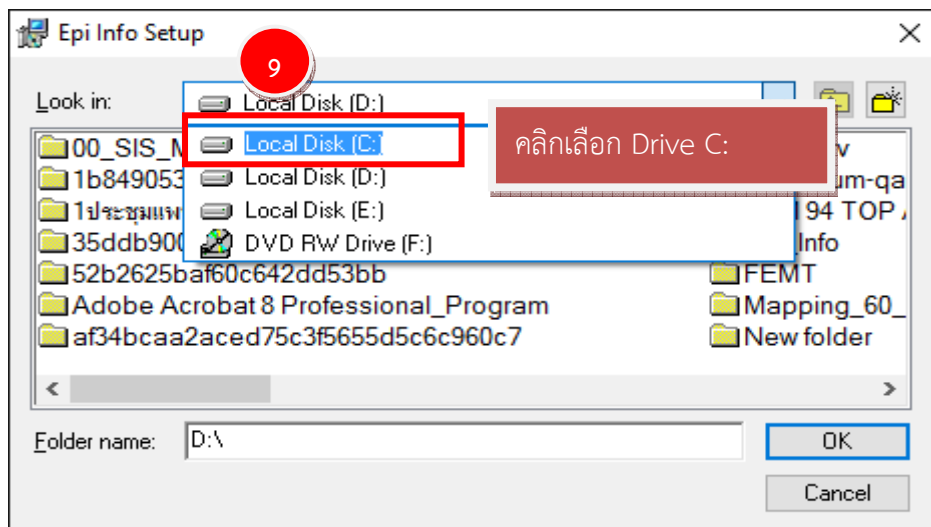 Epi Info Setup
9
Look in:
Local Disk (D:)
Local Disk (C:)
Local Disk (D:)
Local Disk (E:)
DVD RW Drive (F:)
คลิกเลือก Drive C:
00_SIS_M
1b849053
1ประชุมแพ
35ddb900
52b2625baf60c642dd53bb
Adobe Acrobat 8 Professional_Program
af34bcaa2aced75c3f5655d5c6c960c7
um-qa
94 TOP
Info
FEMT
Mapping_60_
New folder
Folder name:
D:\
OK
Cancel